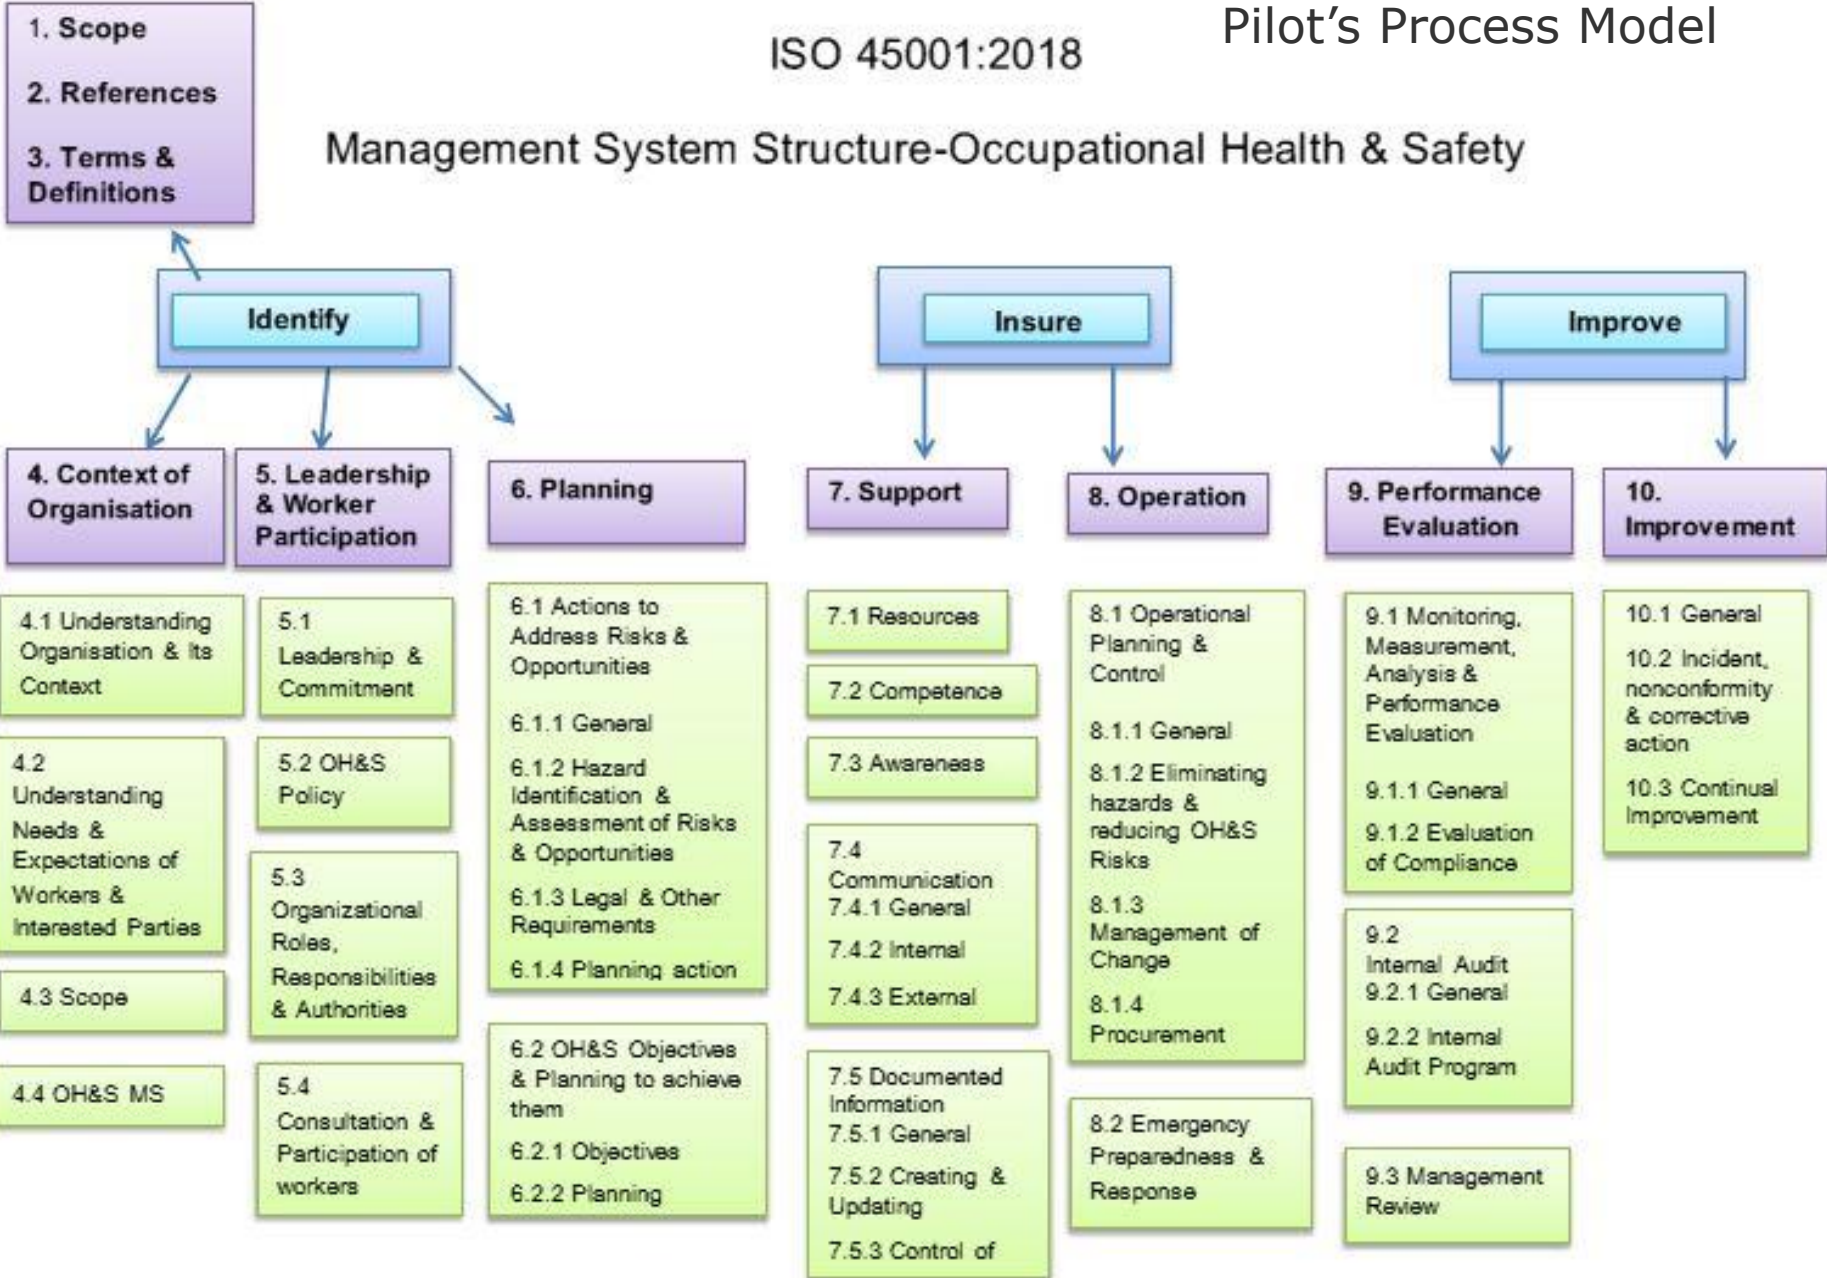 Pilot’s Process Model
ISO 45001:2018
Management System Structure-Occupational Health & Safety
1. Scope
2. References
3. Terms &
Definitions
Identify
Insure
Improve
4. Context of
Organisation
4.1 Understanding
Organisation & Its
Context
4.2
Understanding
Needs &
Expectations of
Workers &
Interested Parties
4.3 Scope
4.4 OH&S MS
5. Leadership
& Worker
Participation
5.1
Leadership &
Commitment
5.2 OH&S
Policy
5.3
Organizational
Roles,
Responsibilities
& Authorities
5.4
Consultation &
Participation of
workers
6. Planning
6.1 Actions to
Address Risks &
Opportunities
6.1.1 General
6.1.2 Hazard
Identification &
Assessment of Risks
& Opportunities
6.1.3 Legal & Other
Requirements
6.1.4 Planning action
6.2 OH&S Objectives
& Planning to achieve
them
6.2.1 Objectives
6.2.2 Planning
7. Support
7.1 Resources
7.2 Competence
7.3 Awareness
7.4
Communication
7.4.1 General
7.4.2 Internal
7.4.3 External
7.5 Documented
Information
7.5.1 General
7.5.2 Creating &
Updating
7.5.3 Control of
8. Operation
8.1 Operational
Planning &
Control
8.1.1 General
8.1.2 Eliminating
hazards &
reducing OH&S
Risks
8.1.3
Management of
Change
8.1.4
Procurement
8.2 Emergency
Preparedness &
Response
9. Performance
Evaluation
9.1 Monitoring,
Measurement,
Analysis &
Performance
Evaluation
9.1.1 General
9.1.2 Evaluation
of Compliance
9.2
Internal Audit
9.2.1 General
9.2.2 Internal
Audit Program
9.3 Management
Review
10.
Improvement
10.1 General
10.2 Incident,
nonconformity
& corrective
action
10.3 Continual
Improvement